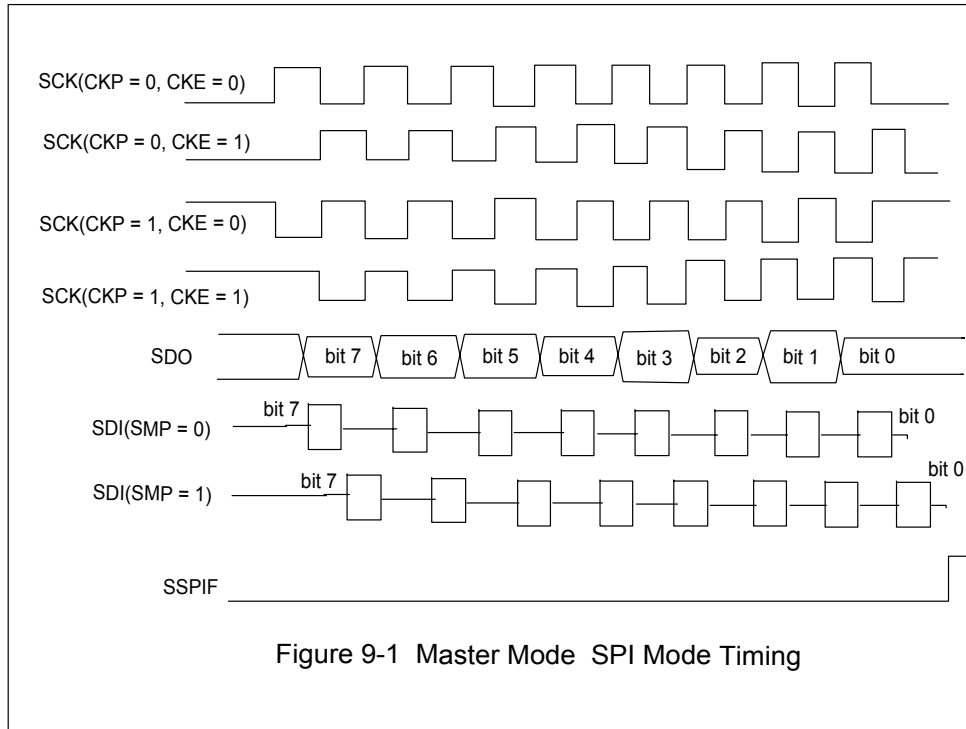 SCK(CKP = 0, CKE = 0)
SCK(CKP = 0, CKE = 1)
SCK(CKP = 1, CKE = 0)
SCK(CKP = 1, CKE = 1)
SDO bit 7 bit 6 bit 5 bit 4 bit 3 bit 2 bit 1 bit 0
bit 7 bit 0
SDI(SMP = 0)
bit 7 bit 0
SDI(SMP = 1)
SSPIF
Figure 9-1 Master Mode SPI Mode Timing